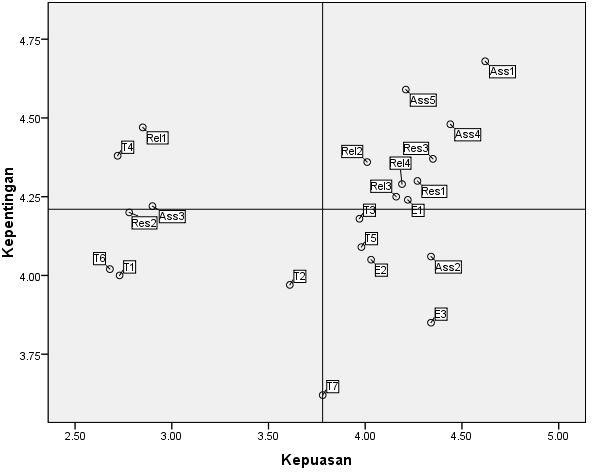 4.75
4.50
4.25
4.00
3.75
Kepentingan
Ass1
Ass5
Ass4
Rel1
T4
Rel2
Res3
Rel4
Rel3
Res1
E1
T3
Res2
Ass3
T5
E2
Ass2
T6
T1
T2
E3
T7
2.50
3.00
3.50
4.00
4.50
5.00
Kepuasan